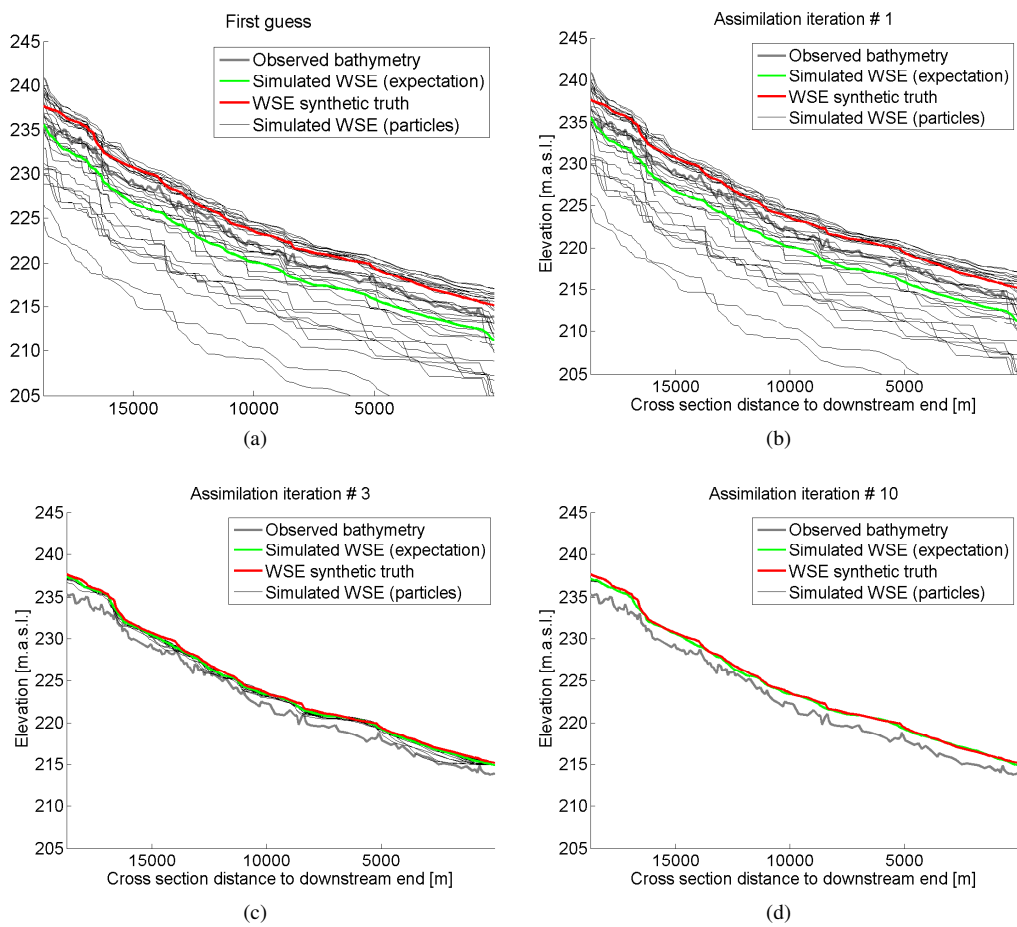 First guess
245
240
235
230
225
220
215
210
205
15000
10000
5000
Observed bathymetry
Simulated WSE (expectation)
WSE synthetic truth
Simulated WSE (particles)
(a)
Assimilation iteration # 1
Elevation [m.a.s.l.]
245
240
235
230
225
220
215
210
205
15000
10000
5000
Cross section distance to downstream end [m]
Observed bathymetry
Simulated WSE (expectation)
WSE synthetic truth
Simulated WSE (particles)
(b)
Assimilation iteration # 3
Elevation [m.a.s.l.]
245
240
235
230
225
220
215
210
205
15000
10000
5000
Cross section distance to downstream end [m]
Observed bathymetry
Simulated WSE (expectation)
WSE synthetic truth
Simulated WSE (particles)
(c)
Assimilation iteration # 10
Elevation [m.a.s.l.]
245
240
235
230
225
220
215
210
205
15000
10000
5000
Cross section distance to downstream end [m]
Observed bathymetry
Simulated WSE (expectation)
WSE synthetic truth
Simulated WSE (particles)
(d)